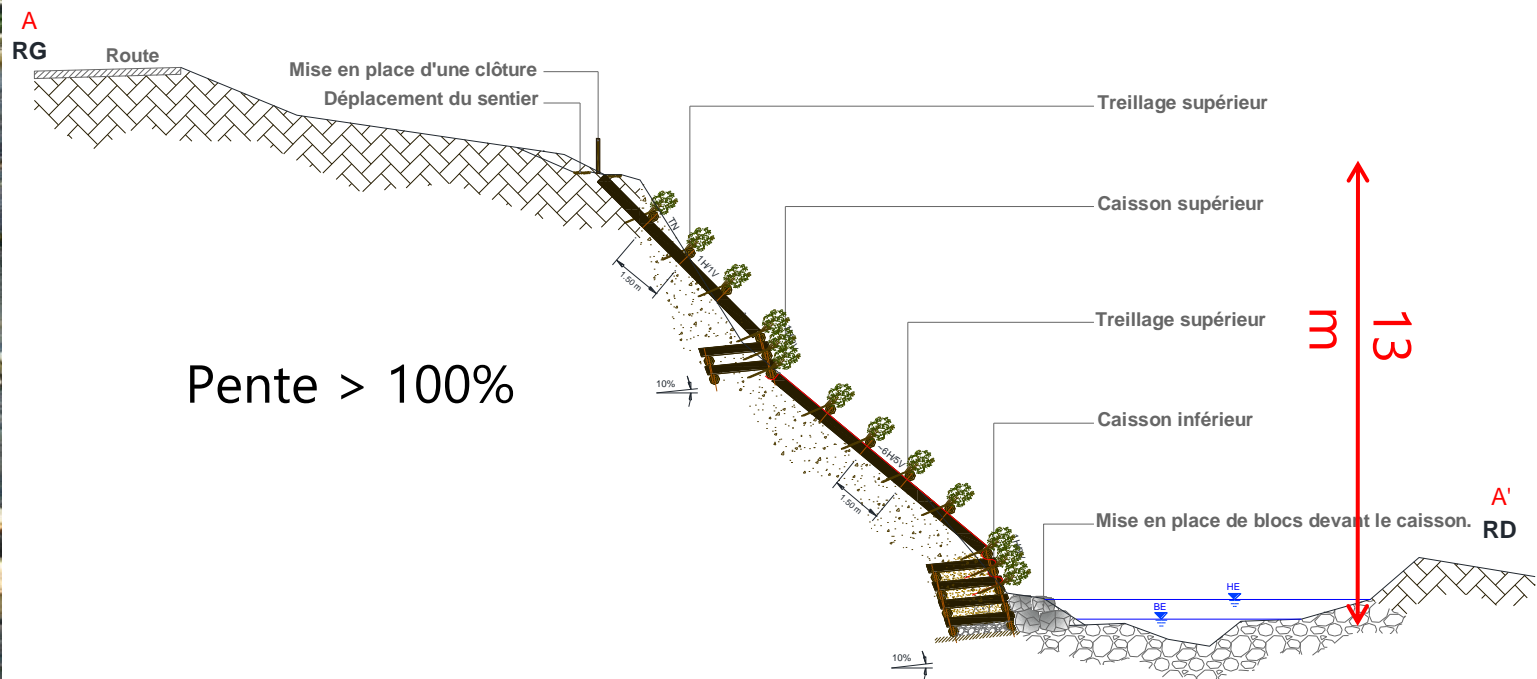 A
RG
Route
Mise en place d'une clôture
Déplacement du sentier
Treillage supérieur
Caisson supérieur
TN
1H/1V
1.50 m
Treillage supérieur
13 m
Pente > 100%
10%
Caisson inférieur
~6H/5V
1.50 m
A'
Mise en place de blocs devant le caisson.
RD
HE
BE
10%